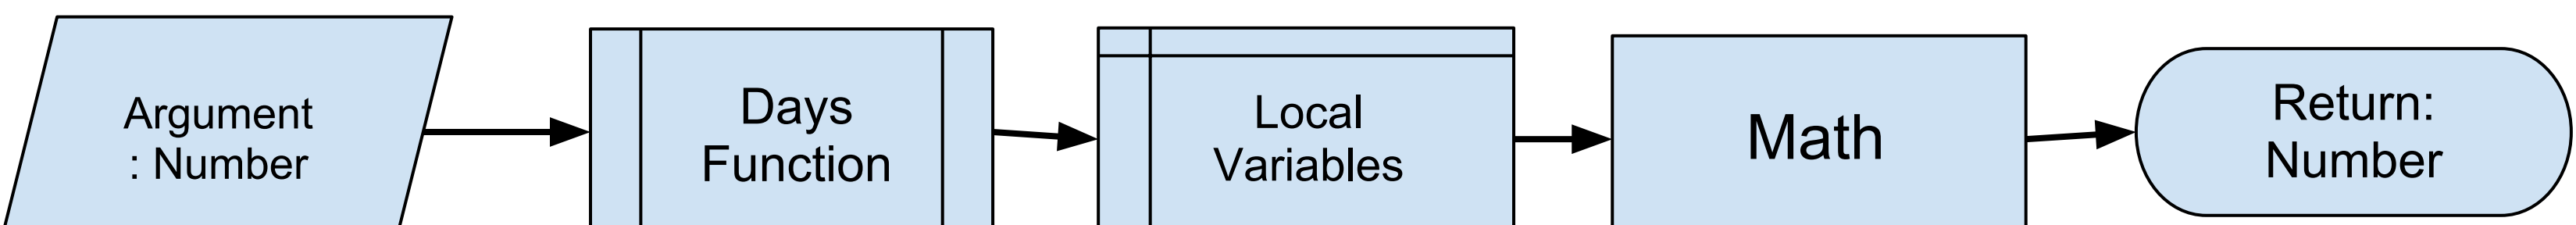 Argument
: Number
Days
Function
Local
Variables
Math
Return:
Number